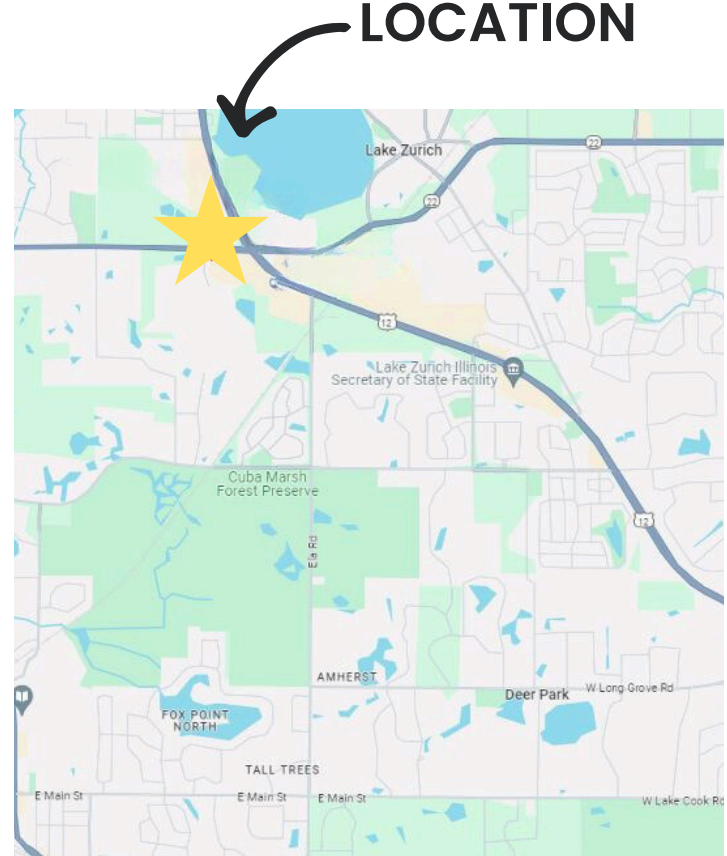 LOCATION
Lake Zurich
22
22
12
Lake Zurich Illinois
Secretary of State Facility
Cuba Marsh
Forest Preserve
12
Ela Rd
AMHERST
Deer Park
W Long Grove Rd
FOX POINT
NORTH
TALL TREES
E Main St
E Main St
E Main St
W Lake Cook Rd